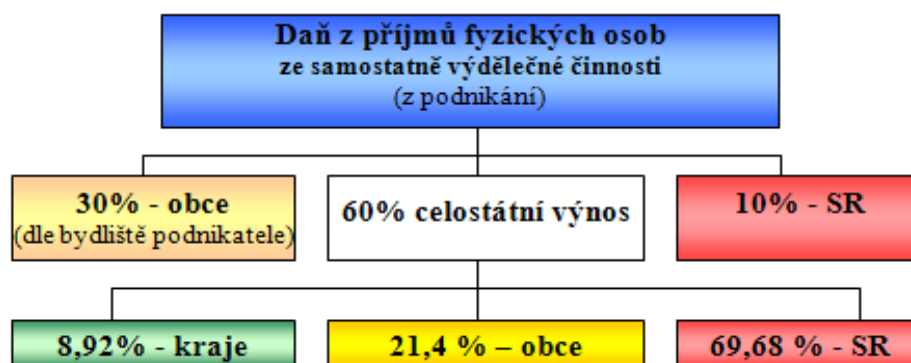 Daň z příjmů fyzických osob
ze samostatně výdělečné činnosti
(z podnikání)
30% - obce
(dle bydliště podnikatele)
60% celostátní výnos
10% - SR
8,92% - kraje
21,4 % – obce
69,68 % - SR